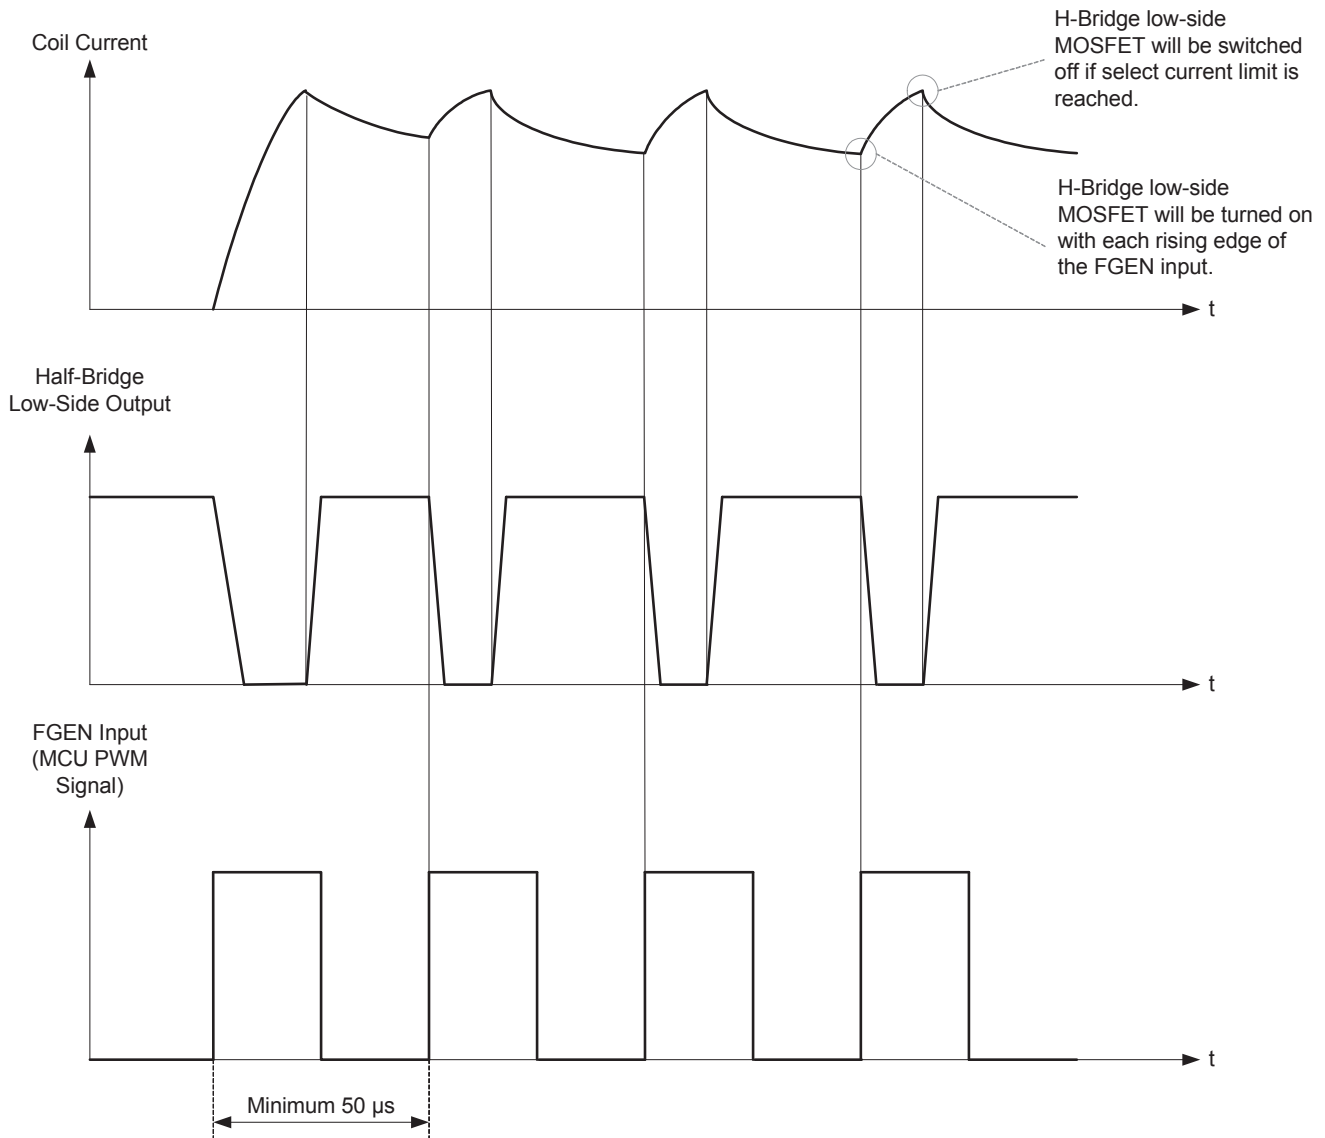 Coil Current
H-Bridge low-side
MOSFET will be switched
off if select current limit is
reached.
H-Bridge low-side
MOSFET will be turned on
with each rising edge of
the FGEN input.
t
Half-Bridge
Low-Side Output
t
FGEN Input
(MCU PWM
Signal)
t
Minimum 50 µs